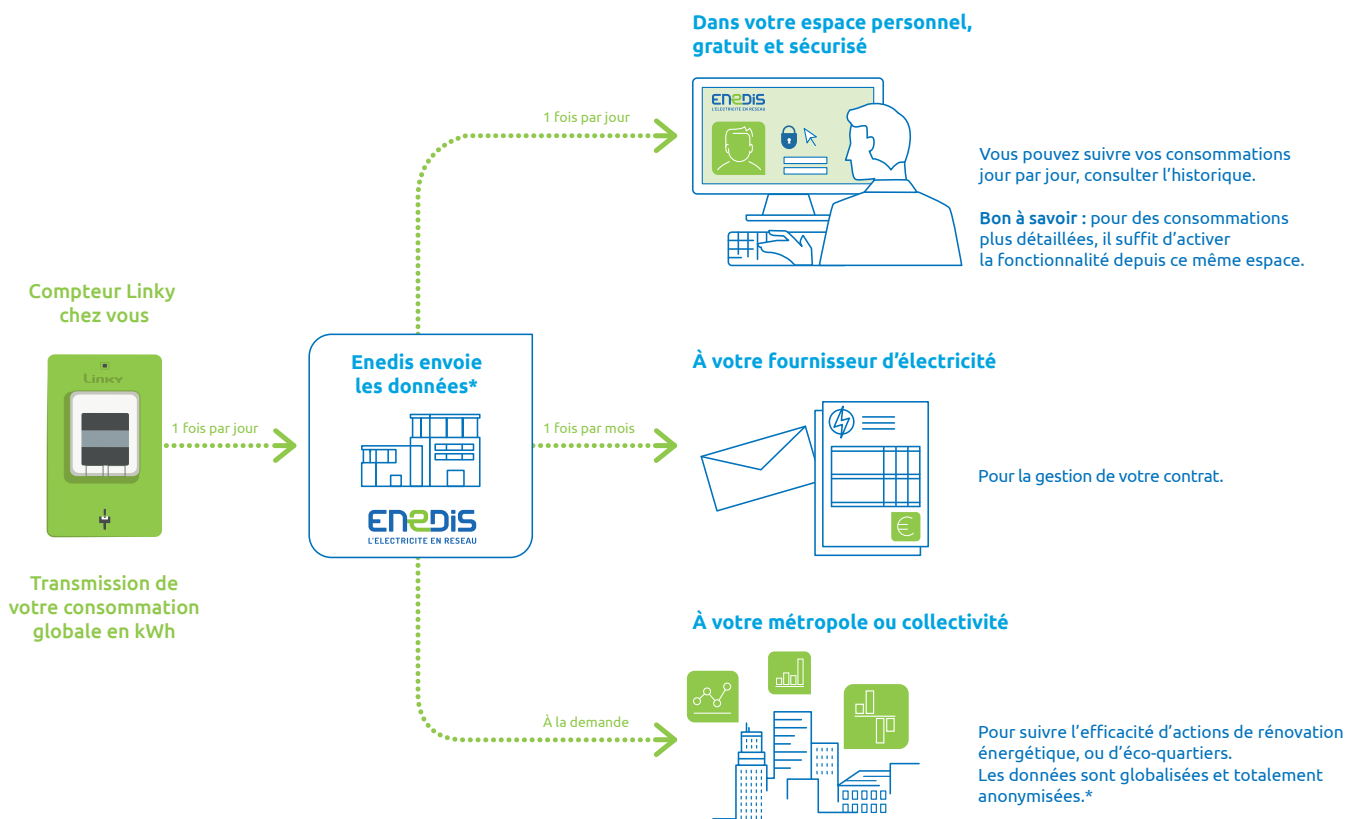 Dans votre espace personnel,
gratuit et sécurisé
1 fois par jour
ENEDIS
L'ELECTRICITE EN RESEAU
Vous pouvez suivre vos consommations
jour par jour, consulter l'historique.
Bon à savoir : pour des consommations
plus détaillées, il suffit d'activer
la fonctionnalité depuis ce même espace.
Compteur Linky
chez vous
Linky
1 fois par jour
Transmission de
votre consommation
globale en kWh
Enedis envoie
les données*
ENEDIS
L'ELECTRICITE EN RESEAU
1 fois par mois
À votre fournisseur d'électricité
€
Pour la gestion de votre contrat.
À la demande
À votre métropole ou collectivité
Pour suivre l'efficacité d'actions de rénovation
énergétique, ou d'éco-quartiers.
Les données sont globalisées et totalement
anonymisées.*